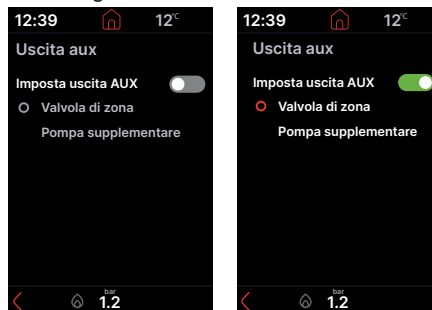 12:39 12°C
Uscita aux
Imposta uscita AUX
Valvola di zona
Pompa supplementare
bar
1.2
12:39 12°C
Uscita aux
Imposta uscita AUX
Valvola di zona
Pompa supplementare
bar
1.2